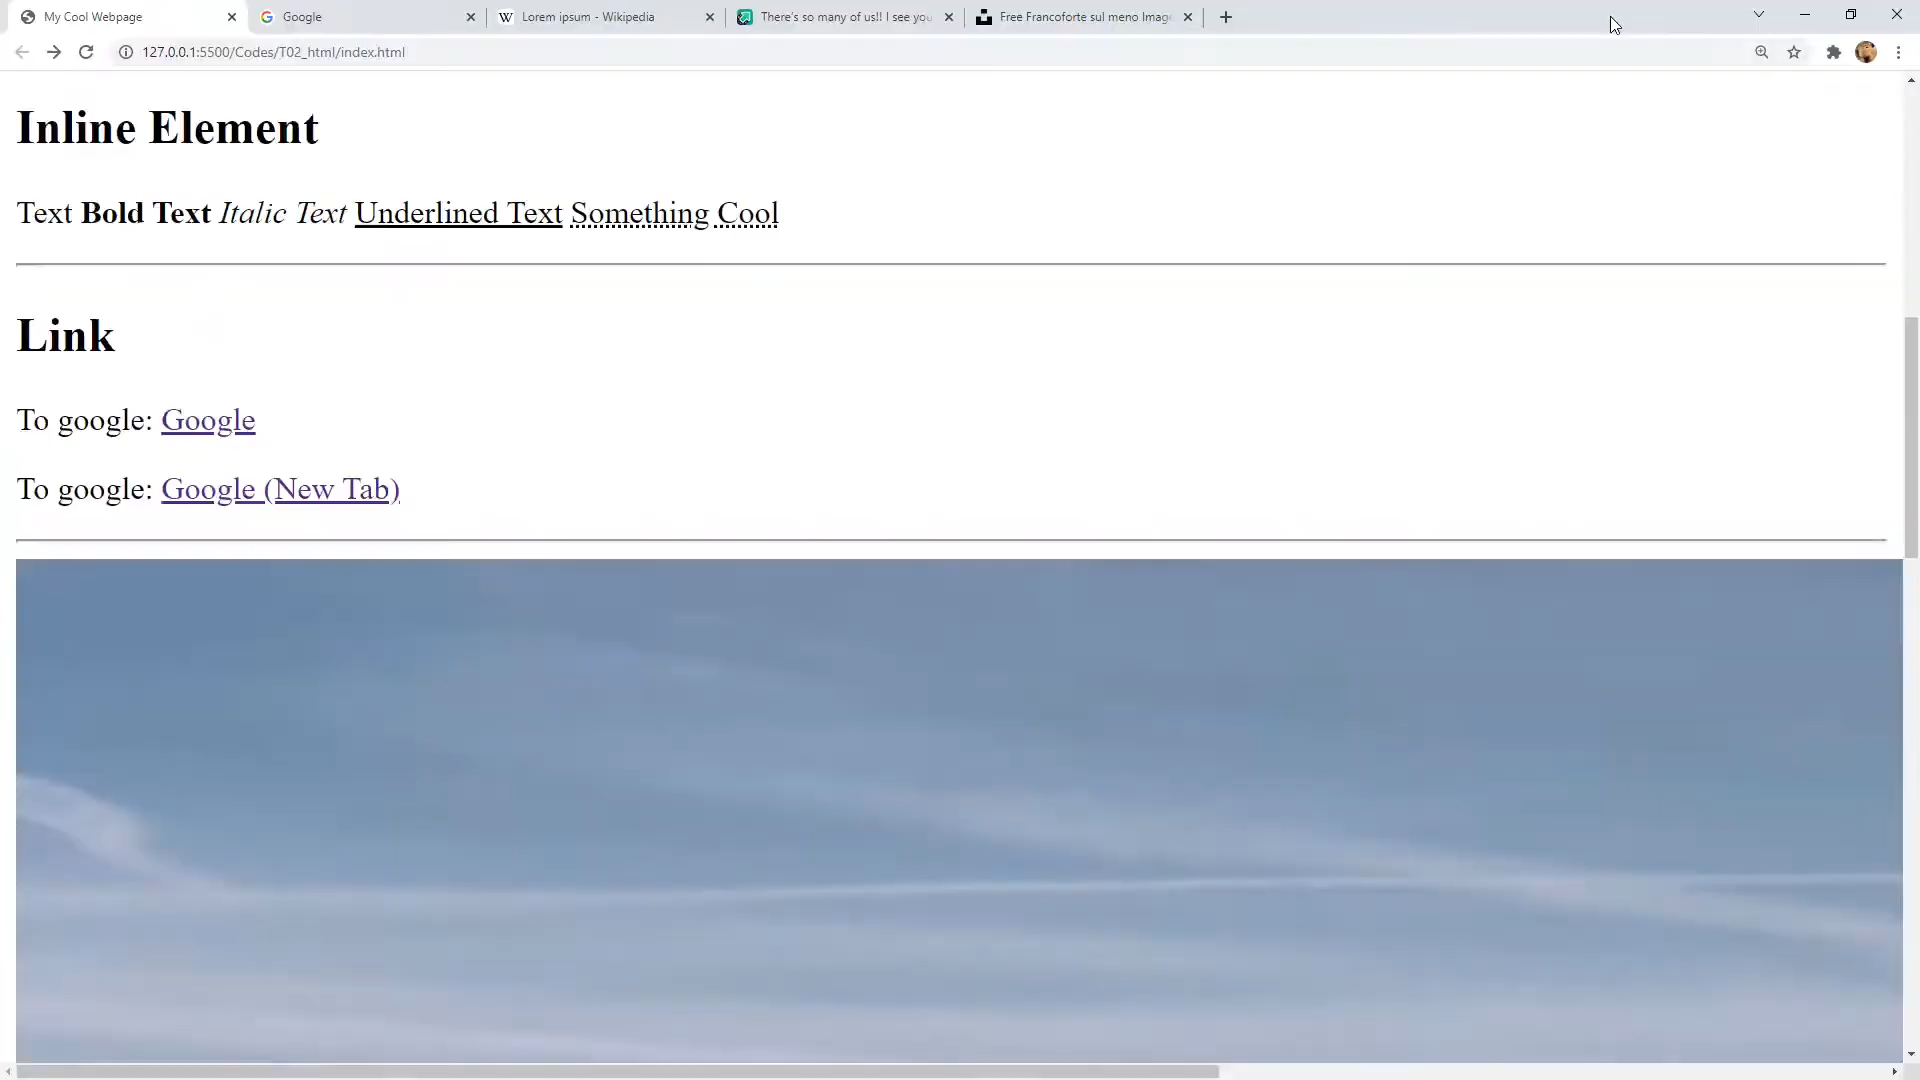 My Cool Webpage
Google
Lorem ipsum - Wikipedia
There's so many of us!! I see you
Free Francoforte sul meno Imag
127.0.0.1:5500/Codes/T02_html/index.html
Inline Element
Text Bold Text Italic Text Underlined Text Something Cool
Link
To google: Google
To google: Google (New Tab)